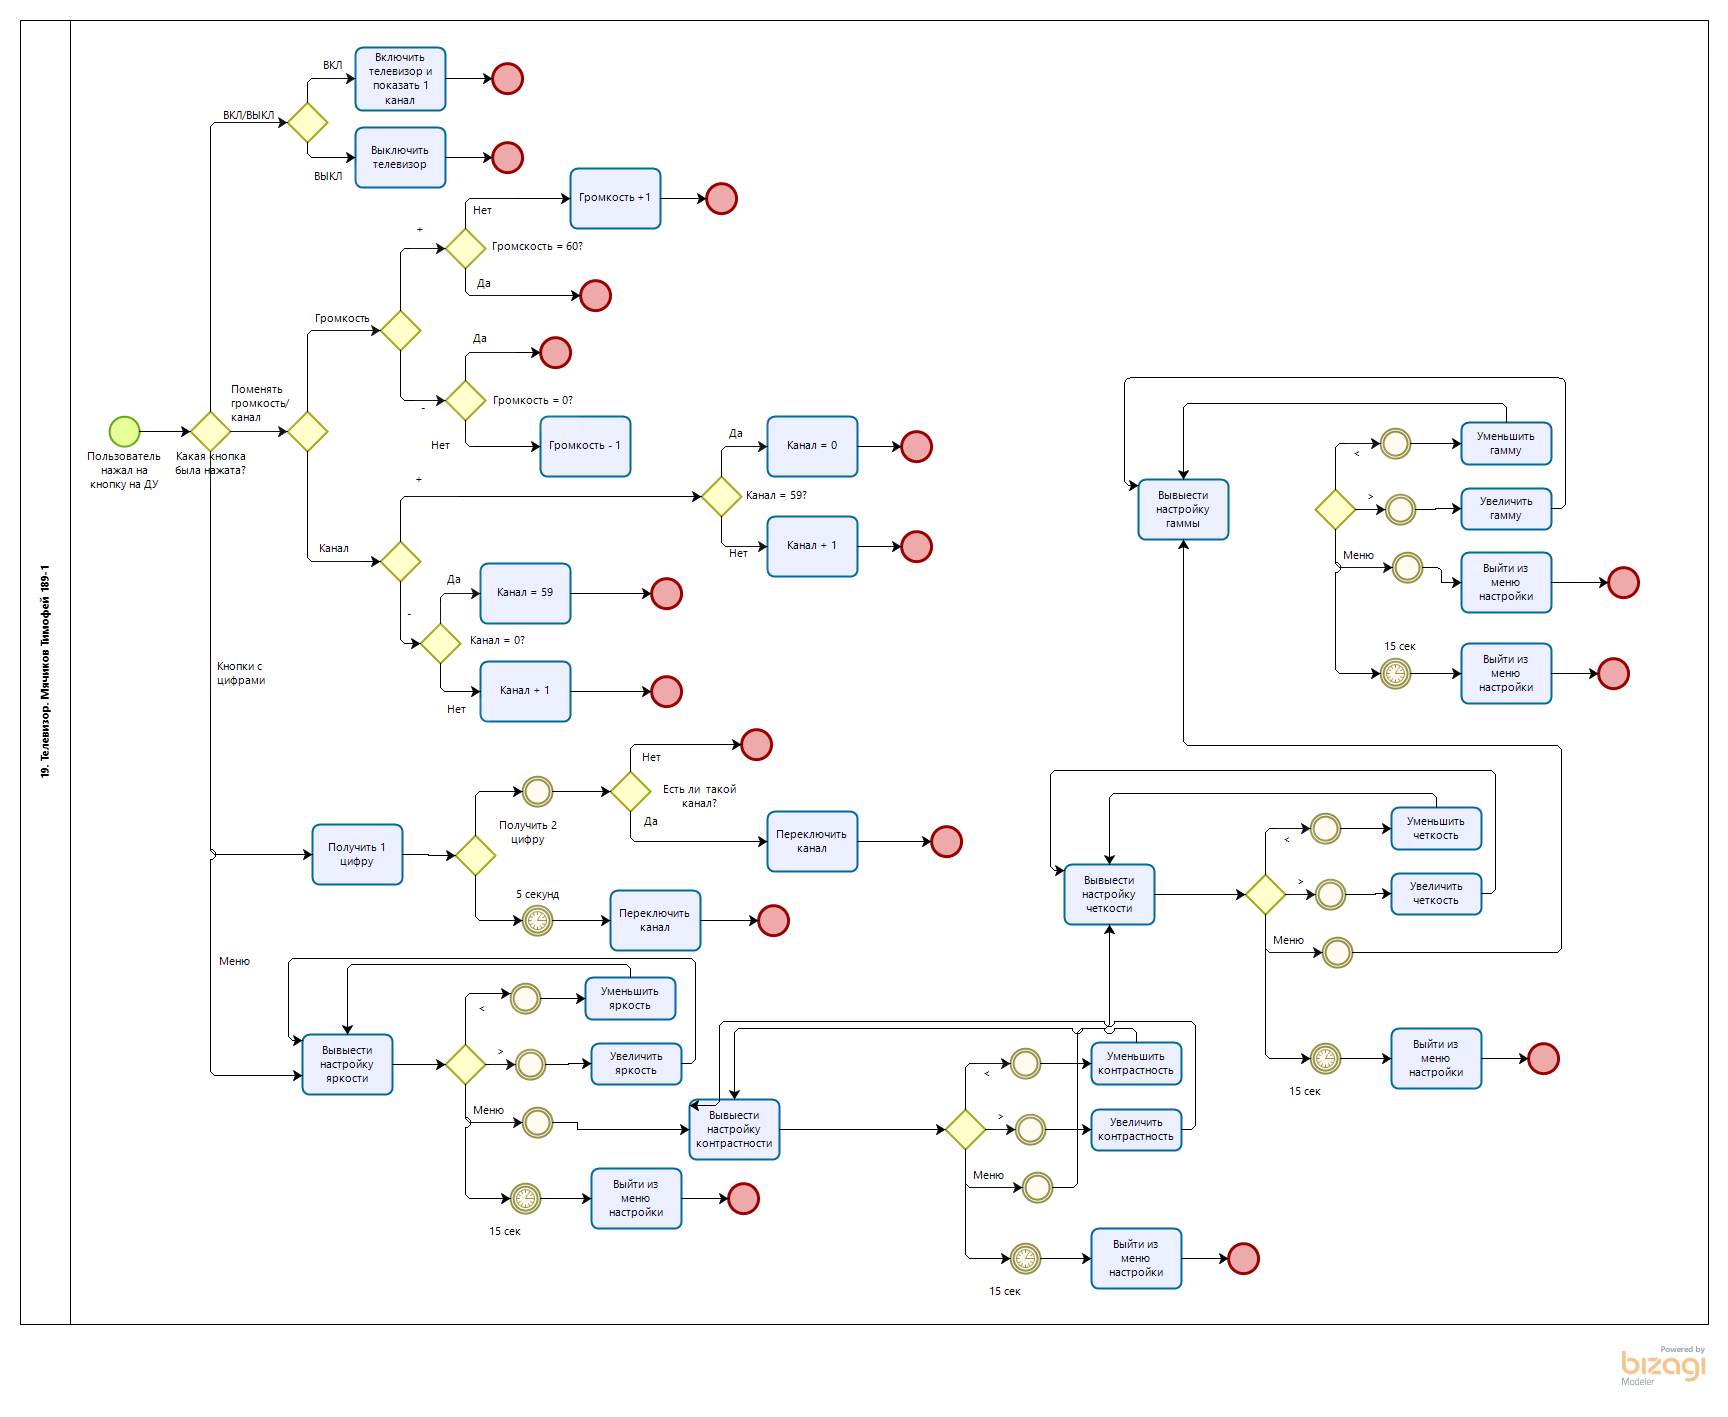 19. Телевизор. Мячиков Тимофей 189-1
ВКЛ
Включить
телевизор и
показать 1
канал
ВКЛ/ВЫКЛ
Выключить
телевизор
ВЫКЛ
Громкость +1
Нет
+
Громскость = 60?
Да
Громкость
Да
Громкость = 0?
-
Нет
Громкость - 1
Поменять
громкость/
канал
Пользователь
нажал на
кнопку на ДУ
Какая кнопка
была нажата?
Да
Канал = 0
+
Канал = 59?
Нет
Канал + 1
Канал
Да
Канал = 59
-
Канал = 0?
Канал + 1
Нет
Кнопки с
цифрами
Нет
Есть ли такой
канал?
Получить 2
цифру
Да
Переключить
канал
Получить 1
цифру
5 секунд
Переключить
канал
Меню
Уменьшить
яркость
<
Вывыести
настройку
яркости
>
Увеличить
яркость
Меню
Вывыести
настройку
контрастности
Выйти из
меню
настройки
15 сек
Уменьшить
контрастность
<
>
Увеличить
контрастность
Меню
Выйти из
меню
настройки
15 сек
Уменьшить
четкость
<
Вывыести
настройку
четкости
>
Увеличить
четкость
Меню
Выйти из
меню
настройки
15 сек
Уменьшить
гамму
<
Вывыести
настройку
гаммы
>
Увеличить
гамму
Меню
Выйти из
меню
настройки
15 сек
Выйти из
меню
настройки
Powered by
bizagi
Modeler